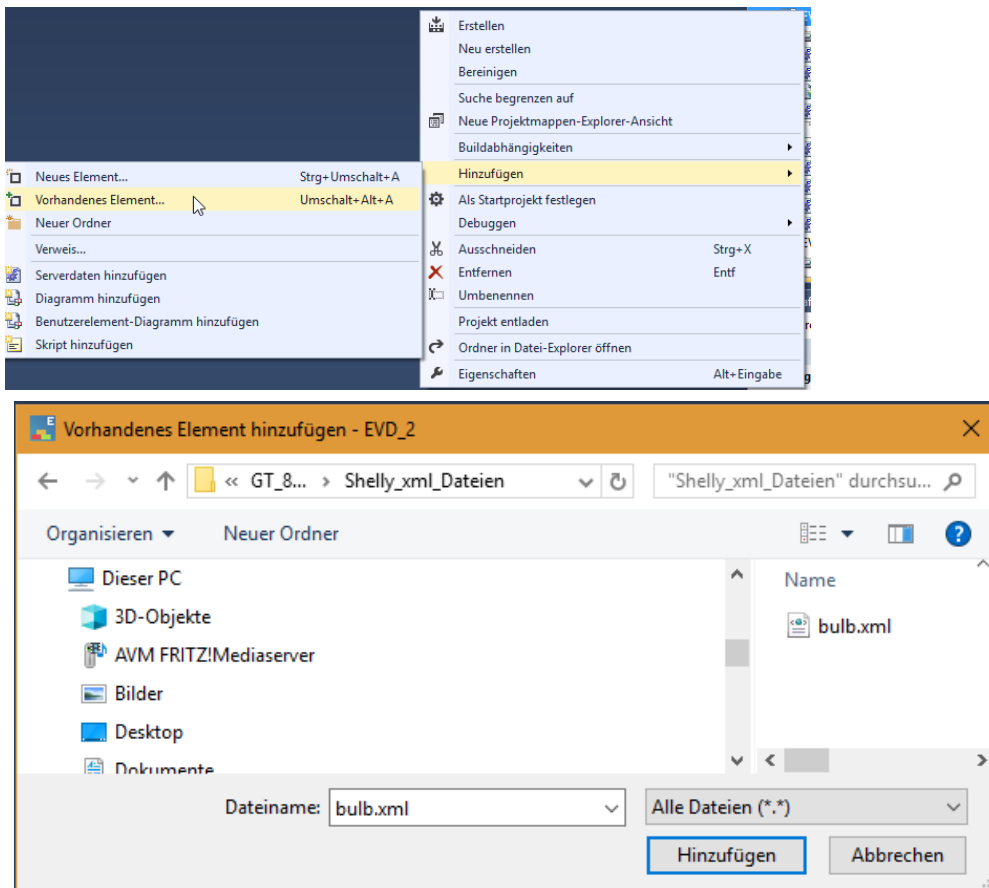 Erstellen
Neu erstellen
Bereinigen
Suche begrenzen auf
Neue Projektmappen-Explorer-Ansicht
Buildabhängigkeiten
Hinzufügen
Als Startprojekt festlegen
Debuggen
Ausschneiden Strg+X
Entfernen Entf
Umbenennen
Projekt entladen
Ordner in Datei-Explorer öffnen
Eigenschaften Alt+Eingabe
Neues Element... Strg+Umschalt+A
Vorhandenes Element... Umschalt+Alt+A
Neuer Ordner
Verweis...
Serverdaten hinzufügen
Diagramm hinzufügen
Benutzerelement-Diagramm hinzufügen
Skript hinzufügen
Vorhandenes Element hinzufügen - EVD_2
« GT_8... › Shelly_xml_Dateien
"Shelly_xml_Dateien" durchsu...
Organisieren Neuer Ordner
Dieser PC
3D-Objekte
AVM FRITZ!Mediaserver
Bilder
Desktop
Dokumente
Name
bulb.xml
Dateiname: bulb.xml Alle Dateien (*.*)
Hinzufügen Abbrechen